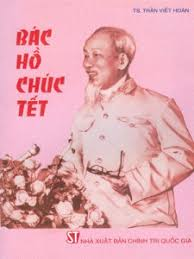 TS. TRẦN VIẾT HOÀN
BÁC
HỒ
CHÚC
TẾT
ST NHÀ XUẤT BẢN CHÍNH TRỊ QUỐC GIA